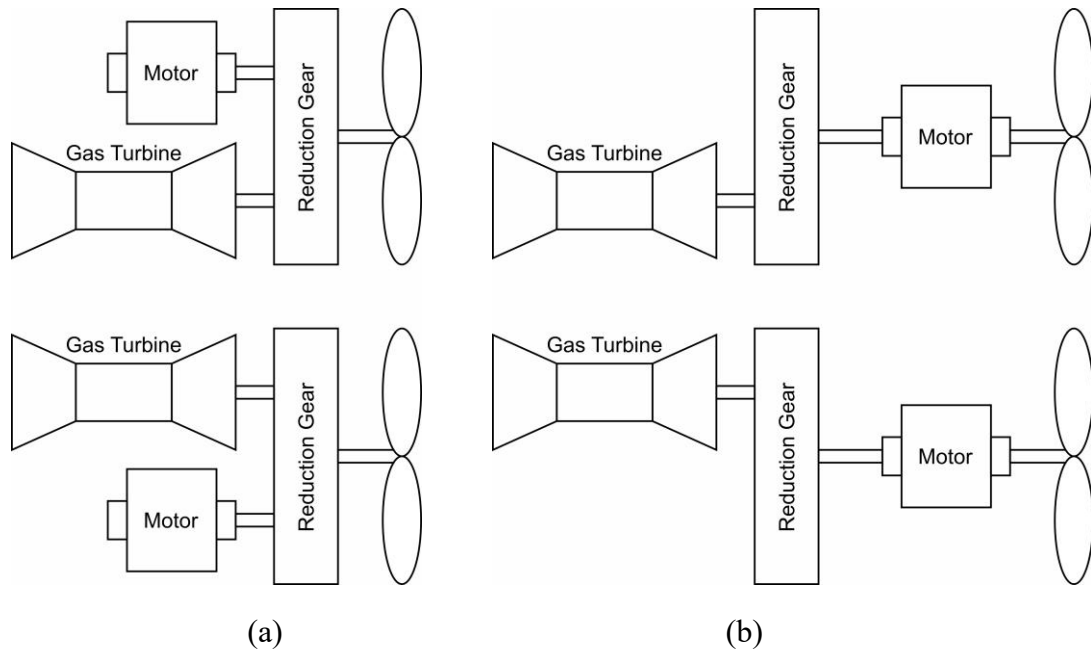 Motor
Gas Turbine
Reduction Gear
Gas Turbine
Motor
Reduction Gear
(a)
Gas Turbine
Reduction Gear
Motor
Gas Turbine
Reduction Gear
Motor
(b)